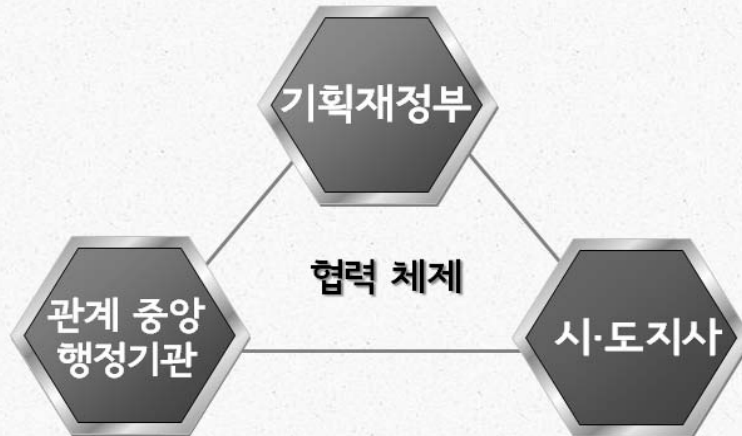 기획재정부
협력 체제
관계 중앙
행정기관
시·도지사